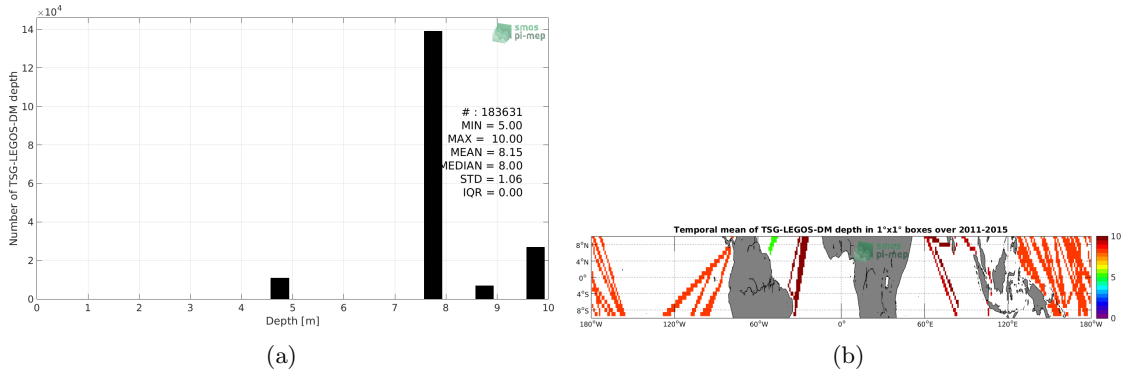 ×10⁴
14
12
10
8
6
4
2
0
Number of TSG-LEGOS-DM depth
smos
pi-mep
# : 183631
MIN = 5.00
MAX = 10.00
MEAN = 8.15
MEDIAN = 8.00
STD = 1.06
IQR = 0.00
0 1 2 3 4 5 6 7 8 9 10
Depth [m]
(a)
Temporal mean of TSG-LEGOS-DM depth in 1°x1° boxes over 2011-2015
8°N
4°N
0°
4°S
8°S
smos
pi-mep
180°W 120°W 60°W 0° 60°E 120°E 180°W
10
5
0
(b)